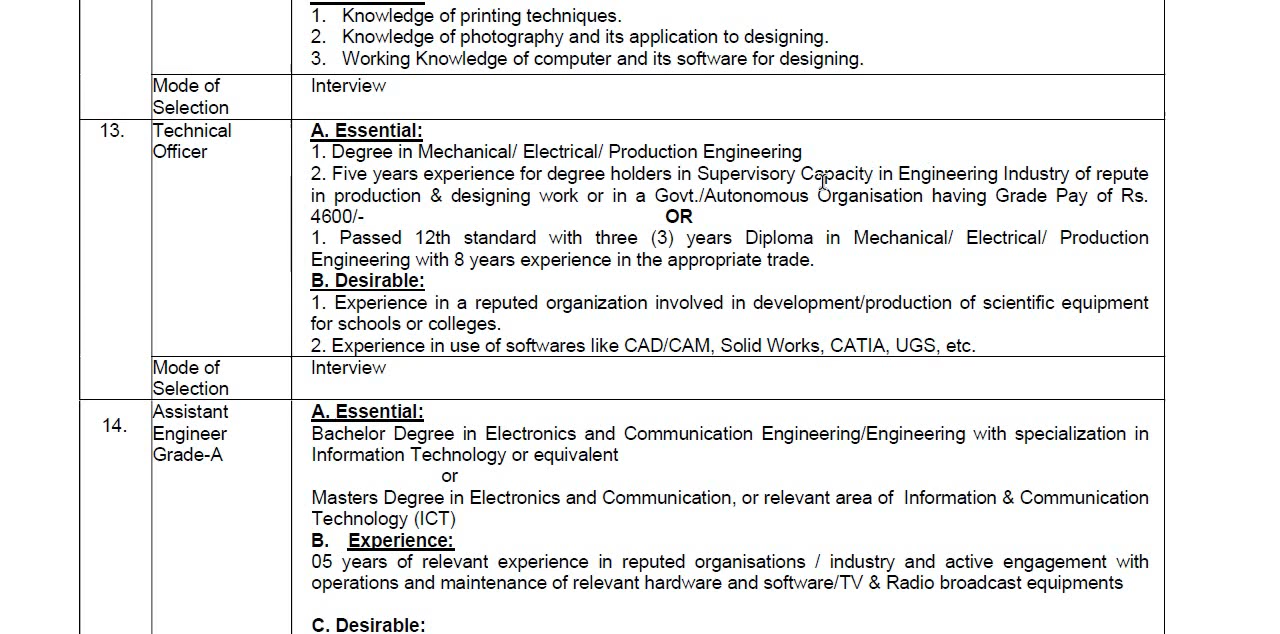 1. Knowledge of printing techniques.
2. Knowledge of photography and its application to designing.
3. Working Knowledge of computer and its software for designing.
Mode of
Selection
Interview
13.
Technical
Officer
A. Essential:
1. Degree in Mechanical/ Electrical/ Production Engineering
2. Five years experience for degree holders in Supervisory Capacity in Engineering Industry of repute
in production & designing work or in a Govt./Autonomous Organisation having Grade Pay of Rs.
4600/- OR
1. Passed 12th standard with three (3) years Diploma in Mechanical/ Electrical/ Production
Engineering with 8 years experience in the appropriate trade.
B. Desirable:
1. Experience in a reputed organization involved in development/production of scientific equipment
for schools or colleges.
2. Experience in use of softwares like CAD/CAM, Solid Works, CATIA, UGS, etc.
Mode of
Selection
Interview
14.
Assistant
Engineer
Grade-A
A. Essential:
Bachelor Degree in Electronics and Communication Engineering/Engineering with specialization in
Information Technology or equivalent
or
Masters Degree in Electronics and Communication, or relevant area of Information & Communication
Technology (ICT)
B. Experience:
05 years of relevant experience in reputed organisations / industry and active engagement with
operations and maintenance of relevant hardware and software/TV & Radio broadcast equipments
C. Desirable: